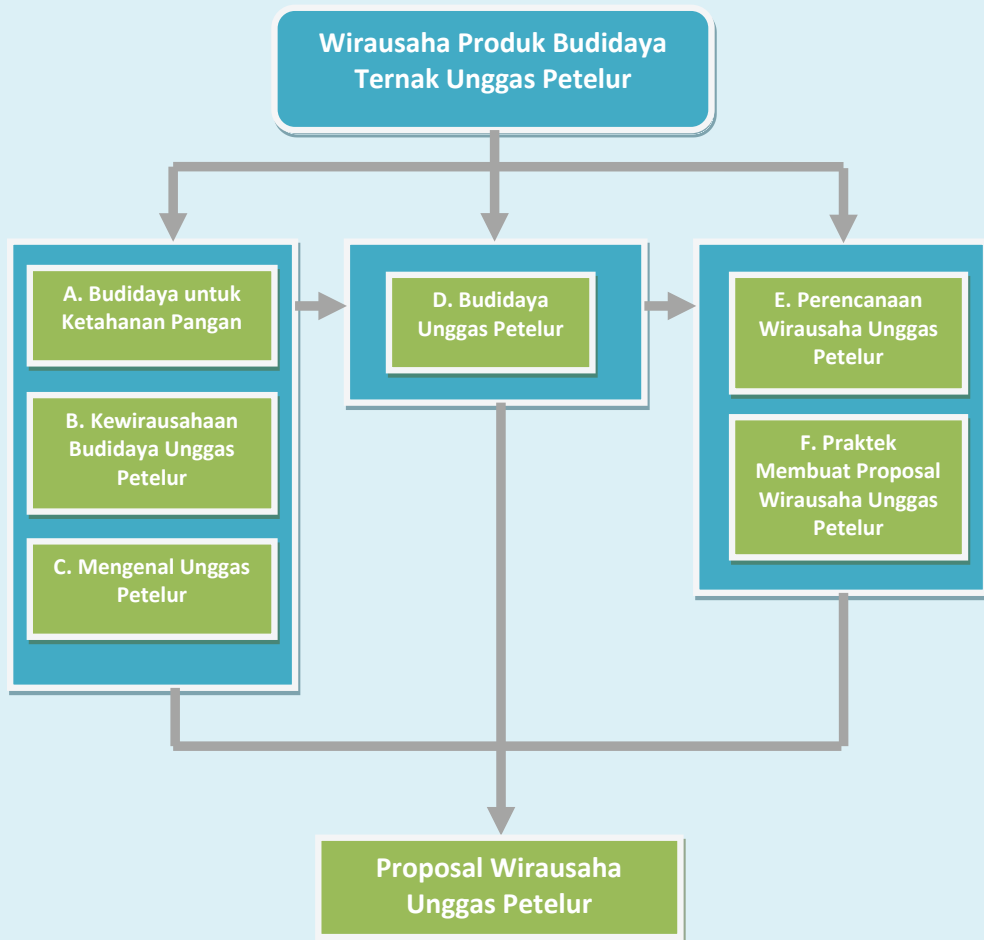 Wirausaha Produk Budidaya
Ternak Unggas Petelur
A. Budidaya untuk
Ketahanan Pangan
B. Kewirausahaan
Budidaya Unggas
Petelur
C. Mengenal Unggas
Petelur
D. Budidaya
Unggas Petelur
E. Perencanaan
Wirausaha Unggas
Petelur
F. Praktek
Membuat Proposal
Wirausaha Unggas
Petelur
Proposal Wirausaha
Unggas Petelur